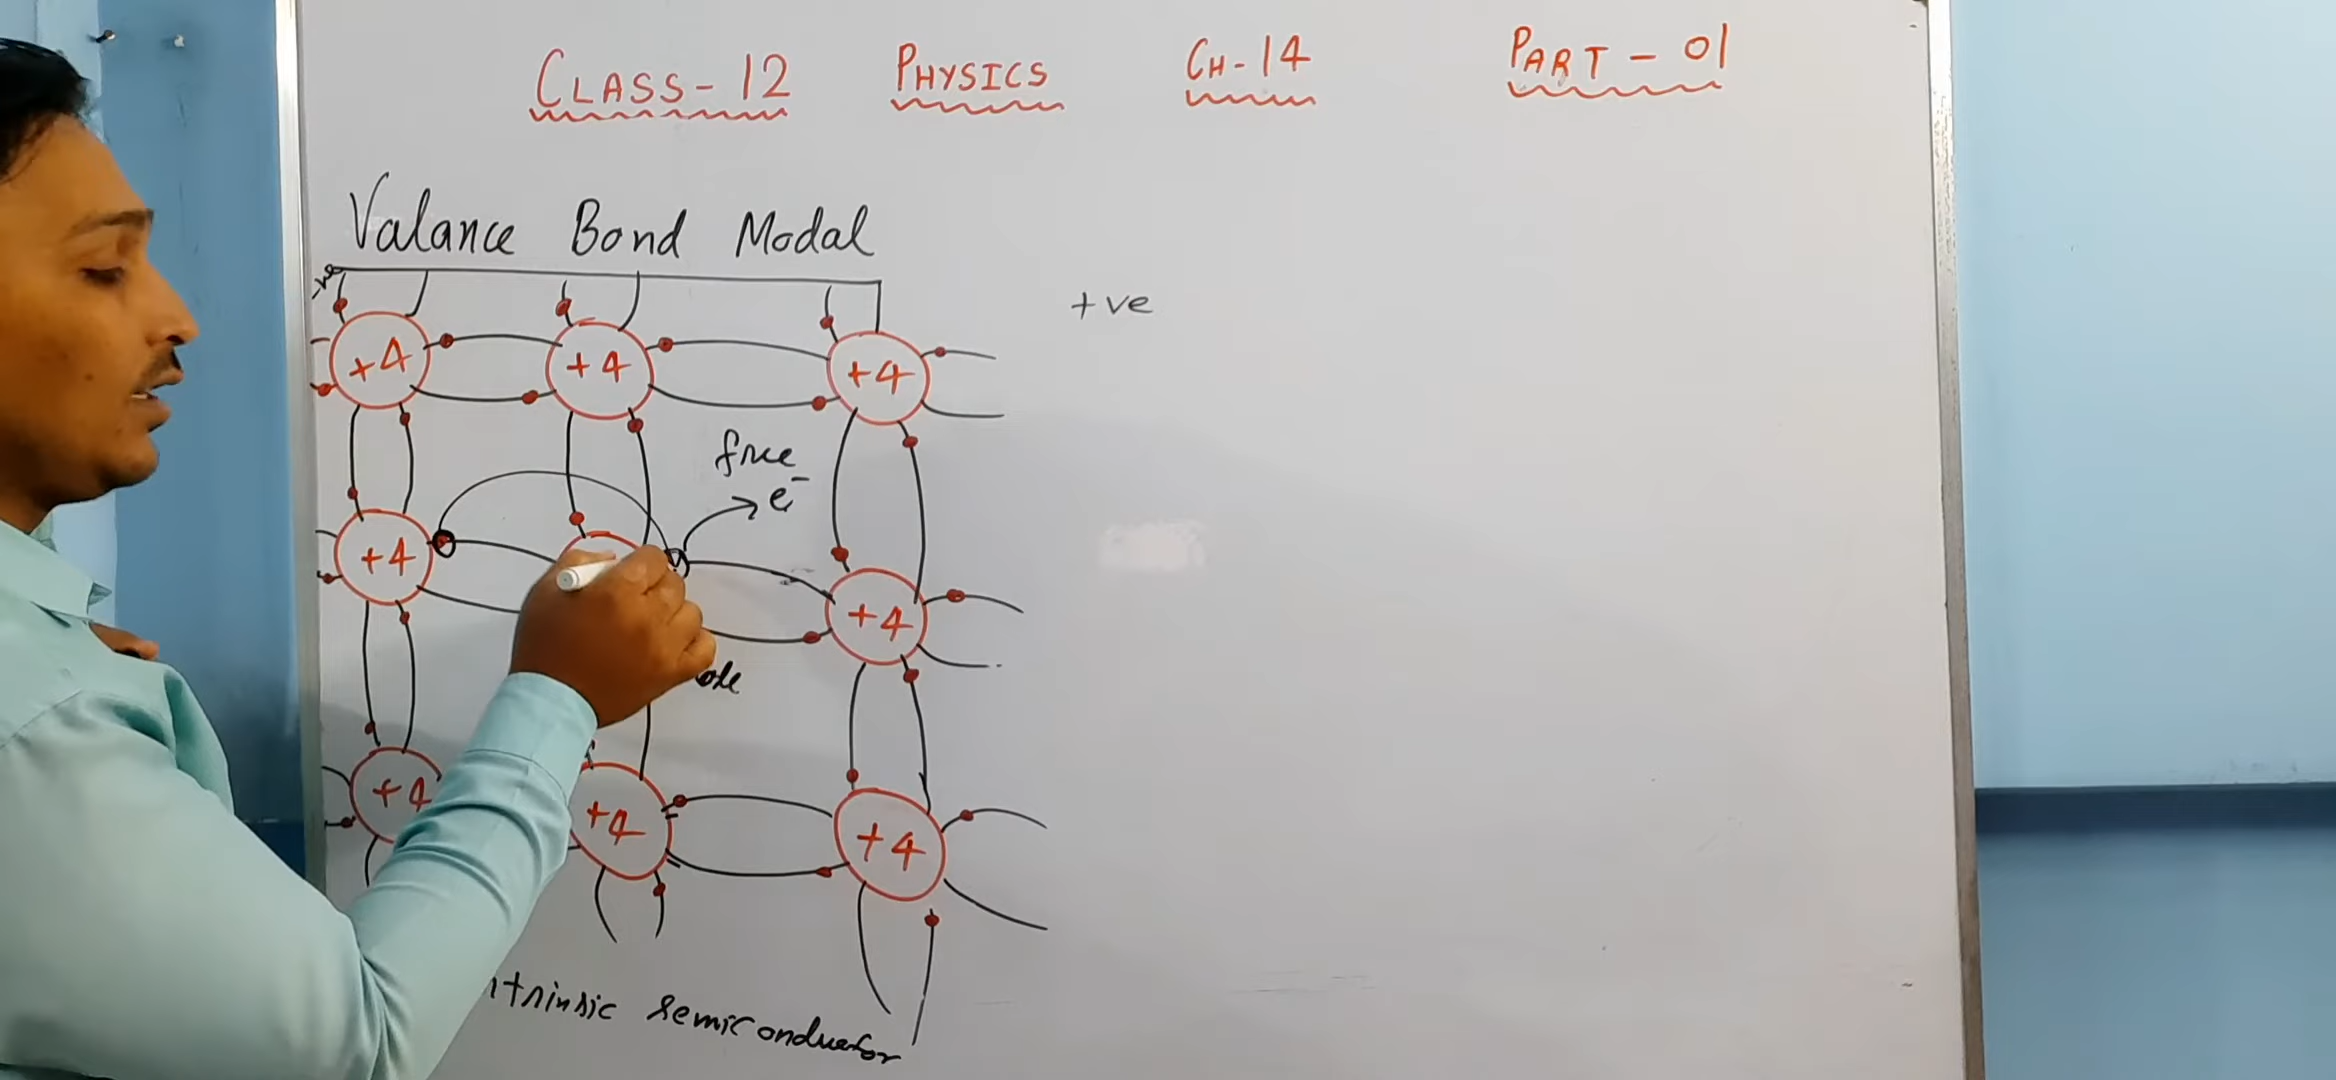 CLASS-12 PHYSICS CH-14 PART-01
Valance Bond Modal
-ve +ve
+4 +4 +4
free
e⁻
+4 +4
+4 +4 +4
semiconductor